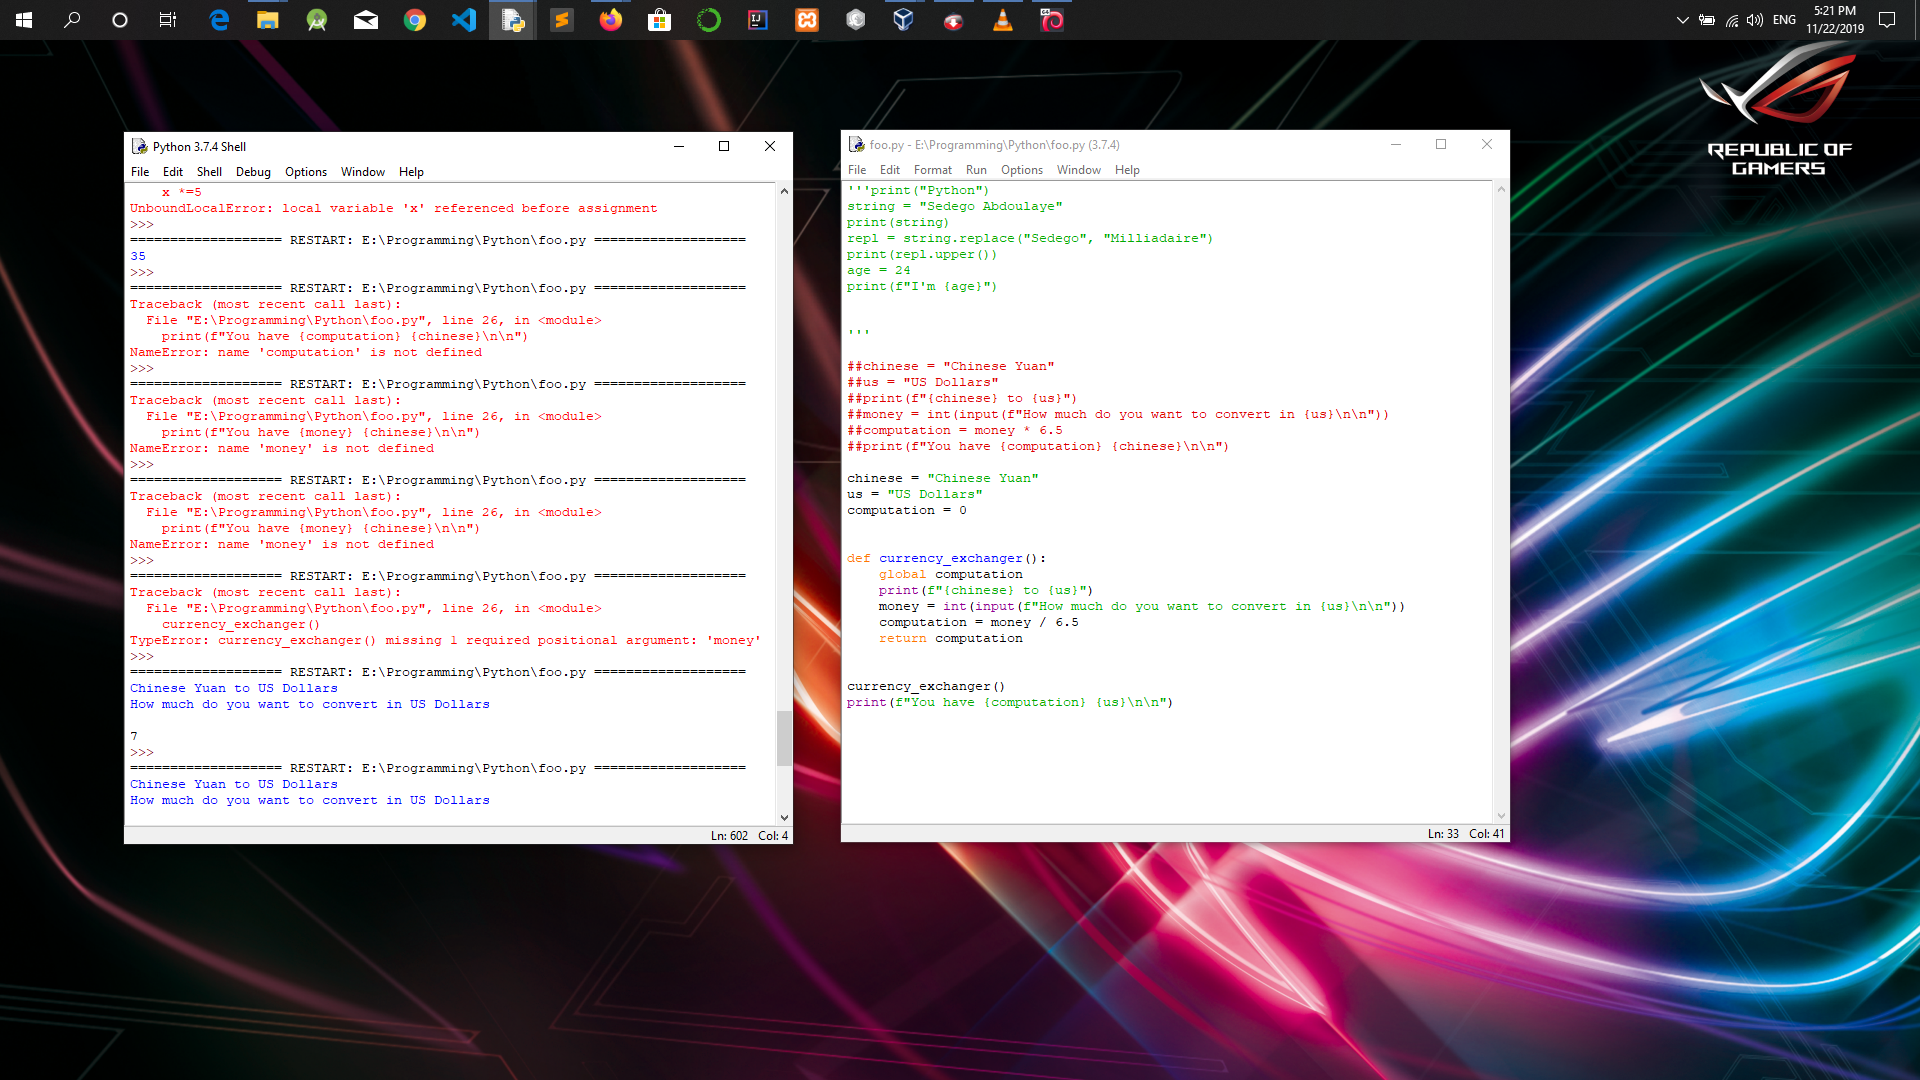 ENG
5:21 PM
11/22/2019
REPUBLIC OF
GAMERS
Python 3.7.4 Shell
File Edit Shell Debug Options Window Help
x *=5
UnboundLocalError: local variable 'x' referenced before assignment
>>>
=================== RESTART: E:\Programming\Python\foo.py ===================
35
>>>
=================== RESTART: E:\Programming\Python\foo.py ===================
Traceback (most recent call last):
  File "E:\Programming\Python\foo.py", line 26, in <module>
    print(f"You have {computation} {chinese}\n\n")
NameError: name 'computation' is not defined
>>>
=================== RESTART: E:\Programming\Python\foo.py ===================
Traceback (most recent call last):
  File "E:\Programming\Python\foo.py", line 26, in <module>
    print(f"You have {money} {chinese}\n\n")
NameError: name 'money' is not defined
>>>
=================== RESTART: E:\Programming\Python\foo.py ===================
Traceback (most recent call last):
  File "E:\Programming\Python\foo.py", line 26, in <module>
    print(f"You have {money} {chinese}\n\n")
NameError: name 'money' is not defined
>>>
=================== RESTART: E:\Programming\Python\foo.py ===================
Traceback (most recent call last):
  File "E:\Programming\Python\foo.py", line 26, in <module>
    currency_exchanger()
TypeError: currency_exchanger() missing 1 required positional argument: 'money'
>>>
=================== RESTART: E:\Programming\Python\foo.py ===================
Chinese Yuan to US Dollars
How much do you want to convert in US Dollars
7
>>>
=================== RESTART: E:\Programming\Python\foo.py ===================
Chinese Yuan to US Dollars
How much do you want to convert in US Dollars
Ln: 602 Col: 4
foo.py - E:\Programming\Python\foo.py (3.7.4)
File Edit Format Run Options Window Help
'''print("Python")
string = "Sedego Abdoulaye"
print(string)
repl = string.replace("Sedego", "Milliadaire")
print(repl.upper())
age = 24
print(f"I'm {age}")
'''
##chinese = "Chinese Yuan"
##us = "US Dollars"
##print(f"{chinese} to {us}")
##money = int(input(f"How much do you want to convert in {us}\n\n"))
##computation = money * 6.5
##print(f"You have {computation} {chinese}\n\n")
chinese = "Chinese Yuan"
us = "US Dollars"
computation = 0
def currency_exchanger():
    global computation
    print(f"{chinese} to {us}")
    money = int(input(f"How much do you want to convert in {us}\n\n"))
    computation = money / 6.5
    return computation
currency_exchanger()
print(f"You have {computation} {us}\n\n")
Ln: 33 Col: 41